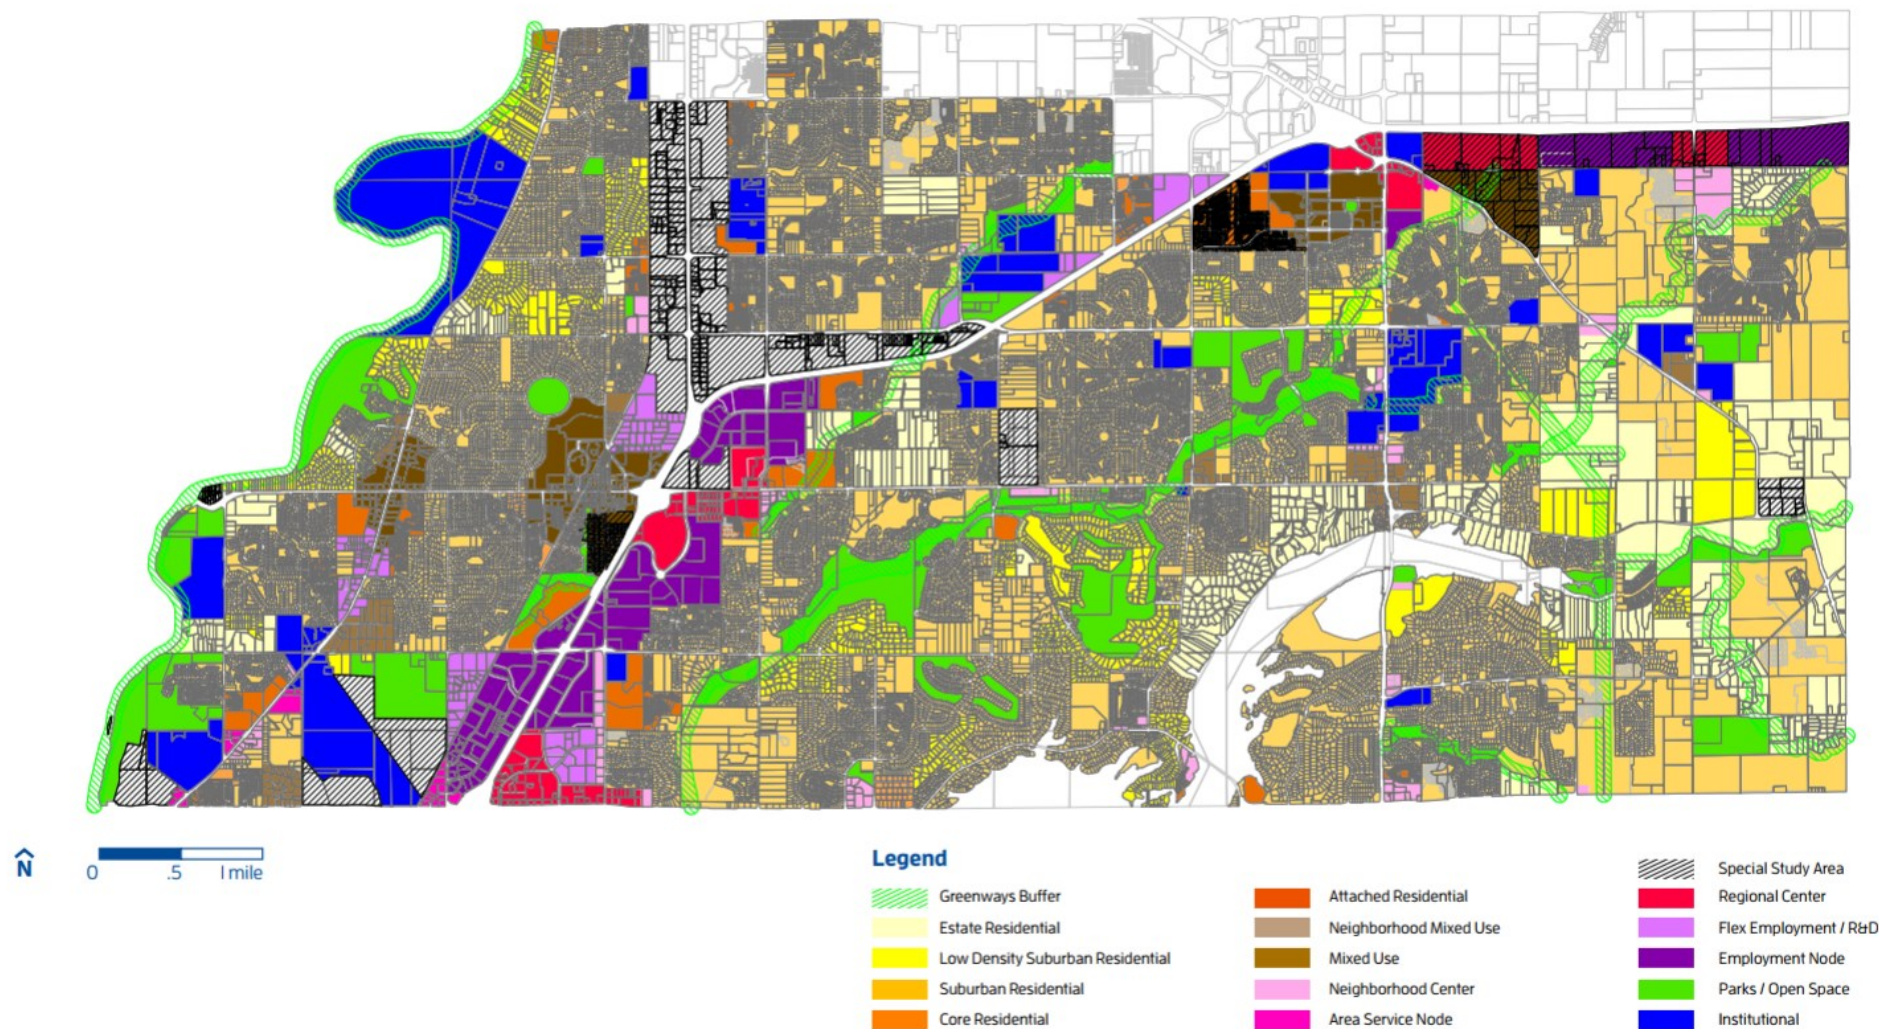 N
0 .5 1 mile
Legend
Greenways Buffer
Estate Residential
Low Density Suburban Residential
Suburban Residential
Core Residential
Attached Residential
Neighborhood Mixed Use
Mixed Use
Neighborhood Center
Area Service Node
Special Study Area
Regional Center
Flex Employment / R&D
Employment Node
Parks / Open Space
Institutional